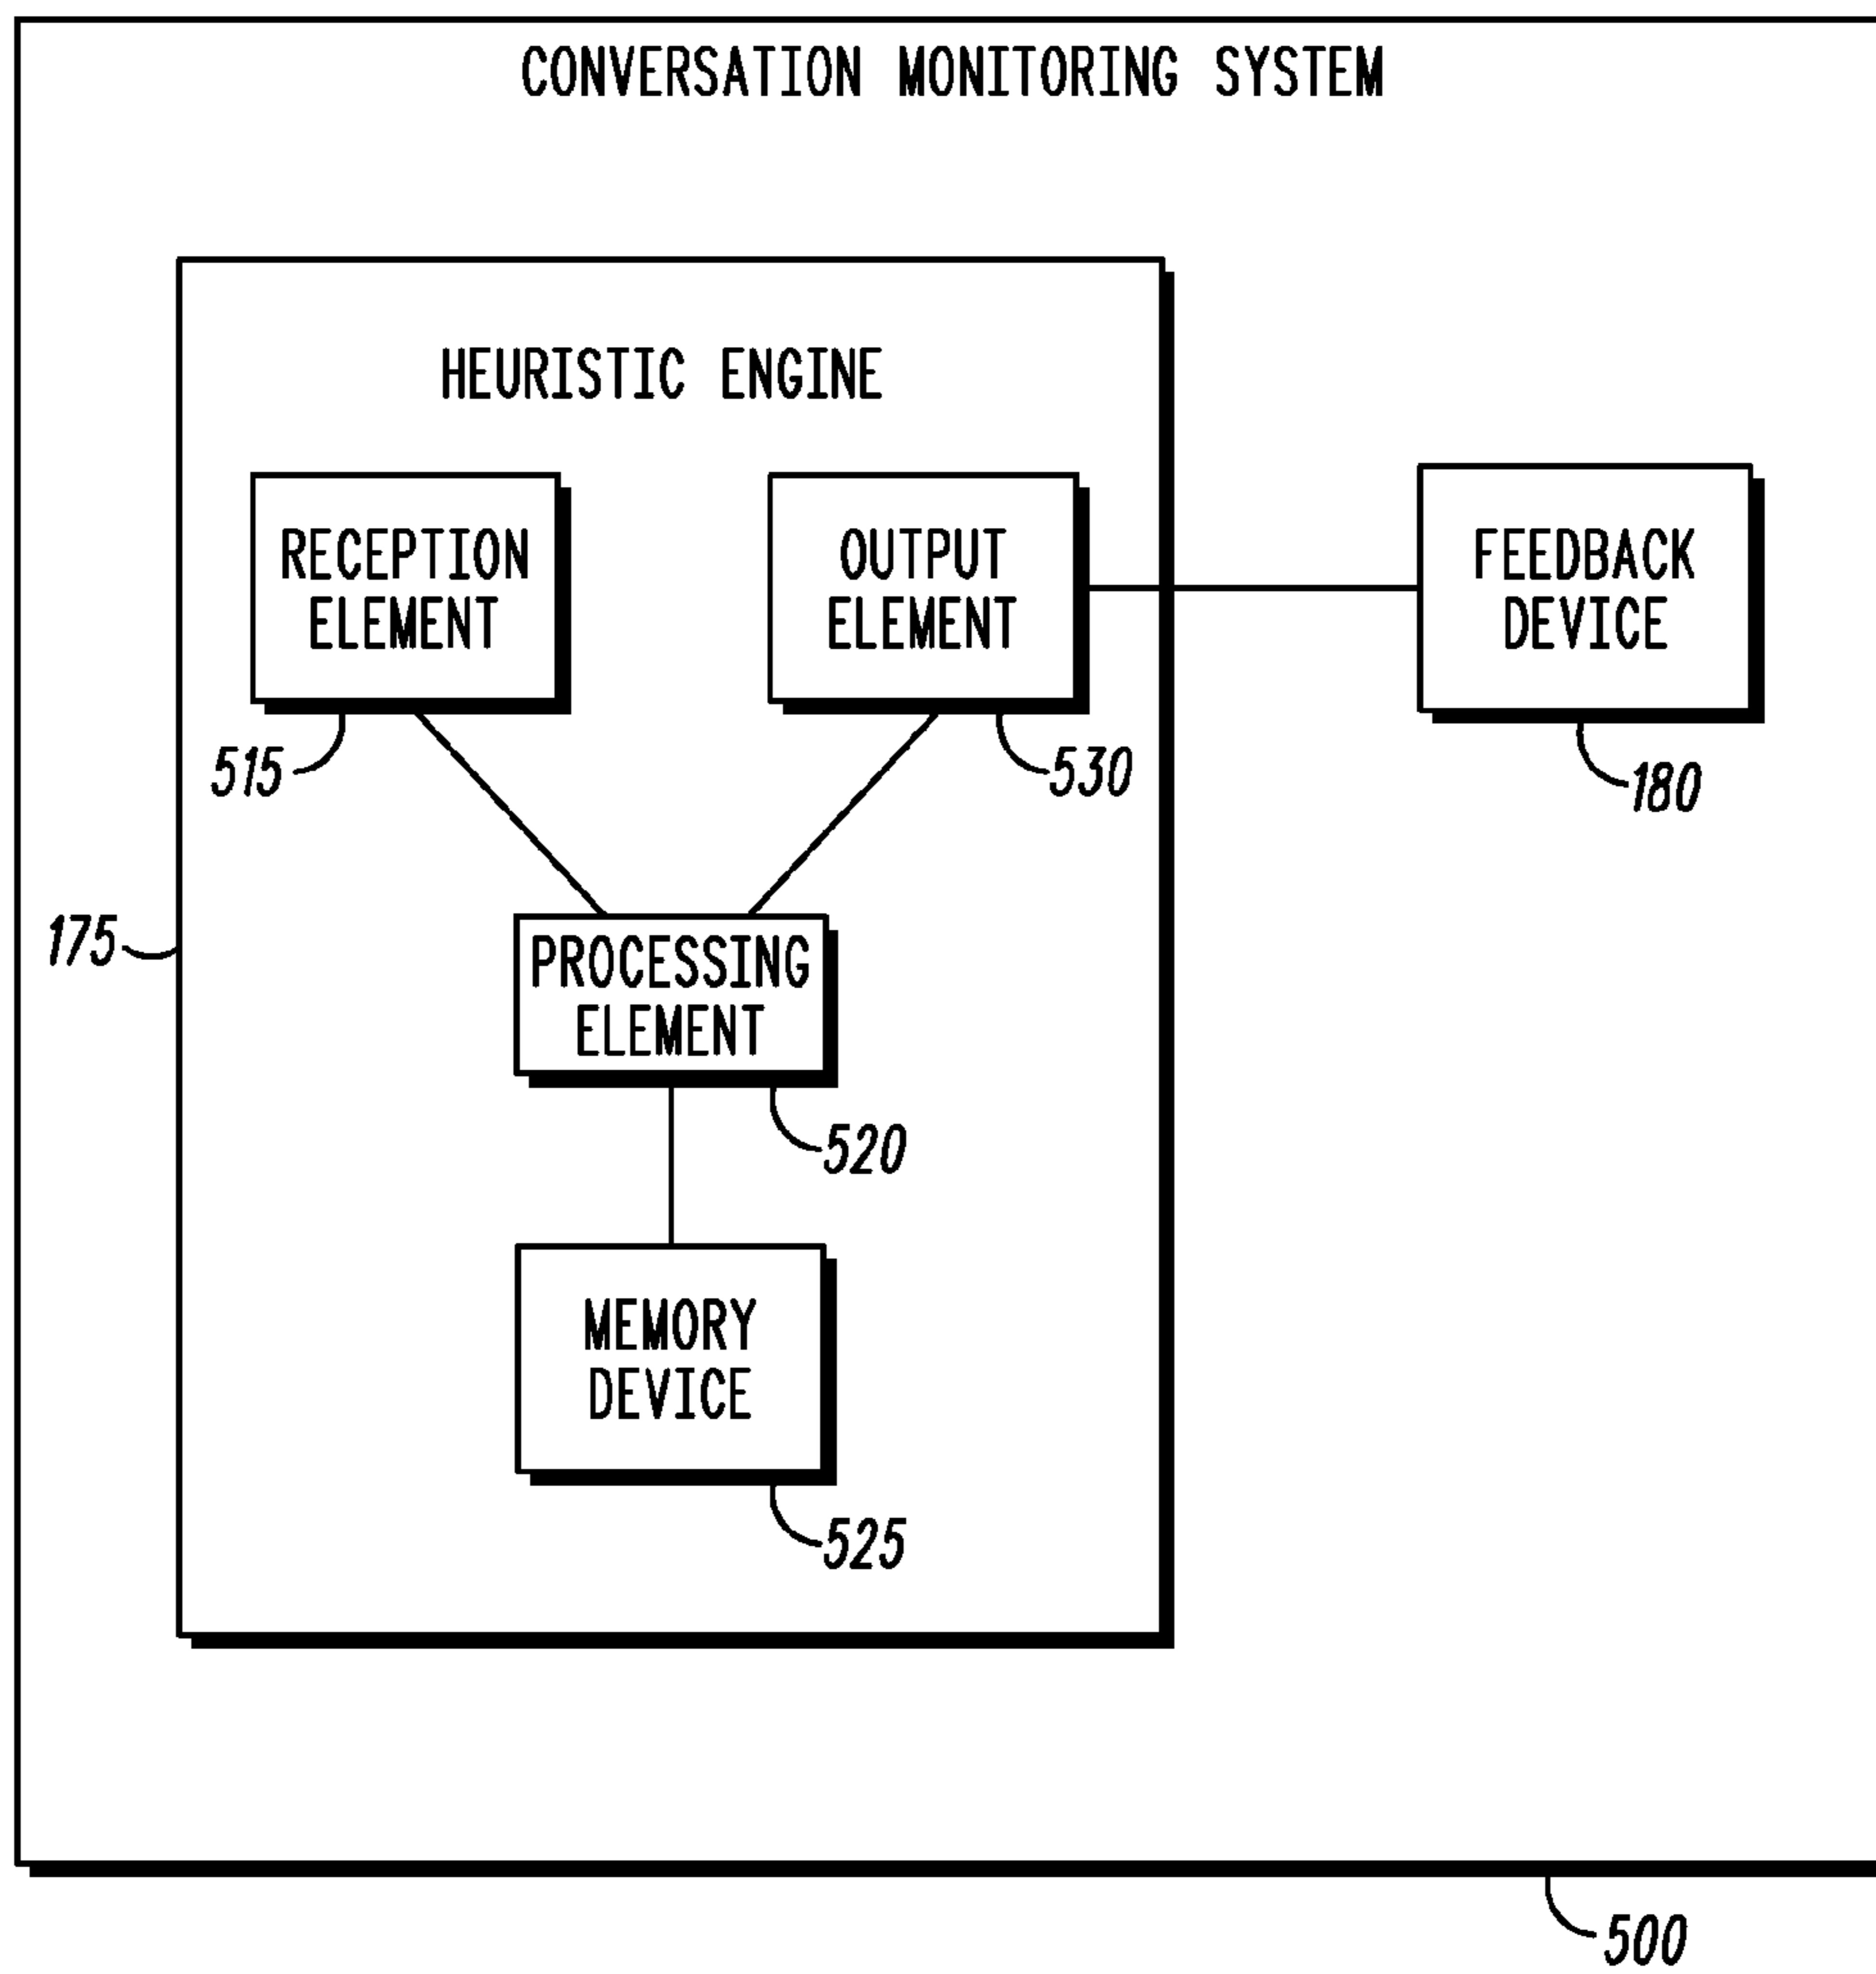 CONVERSATION MONITORING SYSTEM
HEURISTIC ENGINE
RECEPTION
ELEMENT
OUTPUT
ELEMENT
FEEDBACK
DEVICE
515
530
180
175
PROCESSING
ELEMENT
520
MEMORY
DEVICE
525
500